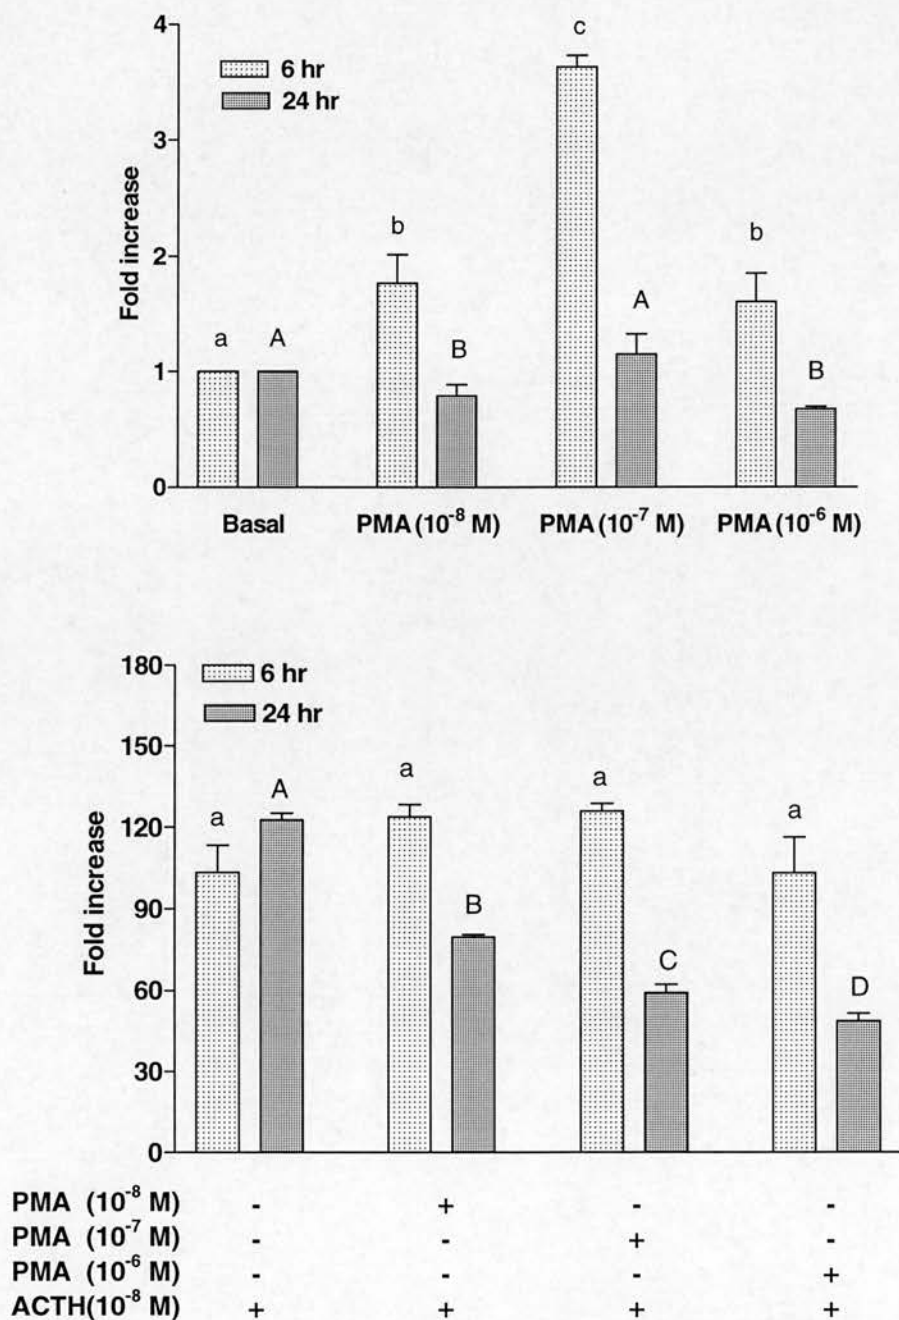 4
c
6 hr
24 hr
3
Fold increase
b
b
2
A
a
A
B
B
1
0
Basal
PMA (10⁻⁸ M)
PMA (10⁻⁷ M)
PMA (10⁻⁶ M)
180
6 hr
24 hr
150
a
A
a
a
a
120
Fold increase
90
B
C
D
60
30
0
PMA (10⁻⁸ M) - + - -
PMA (10⁻⁷ M) - - + -
PMA (10⁻⁶ M) - - - +
ACTH(10⁻⁸ M) + + + +